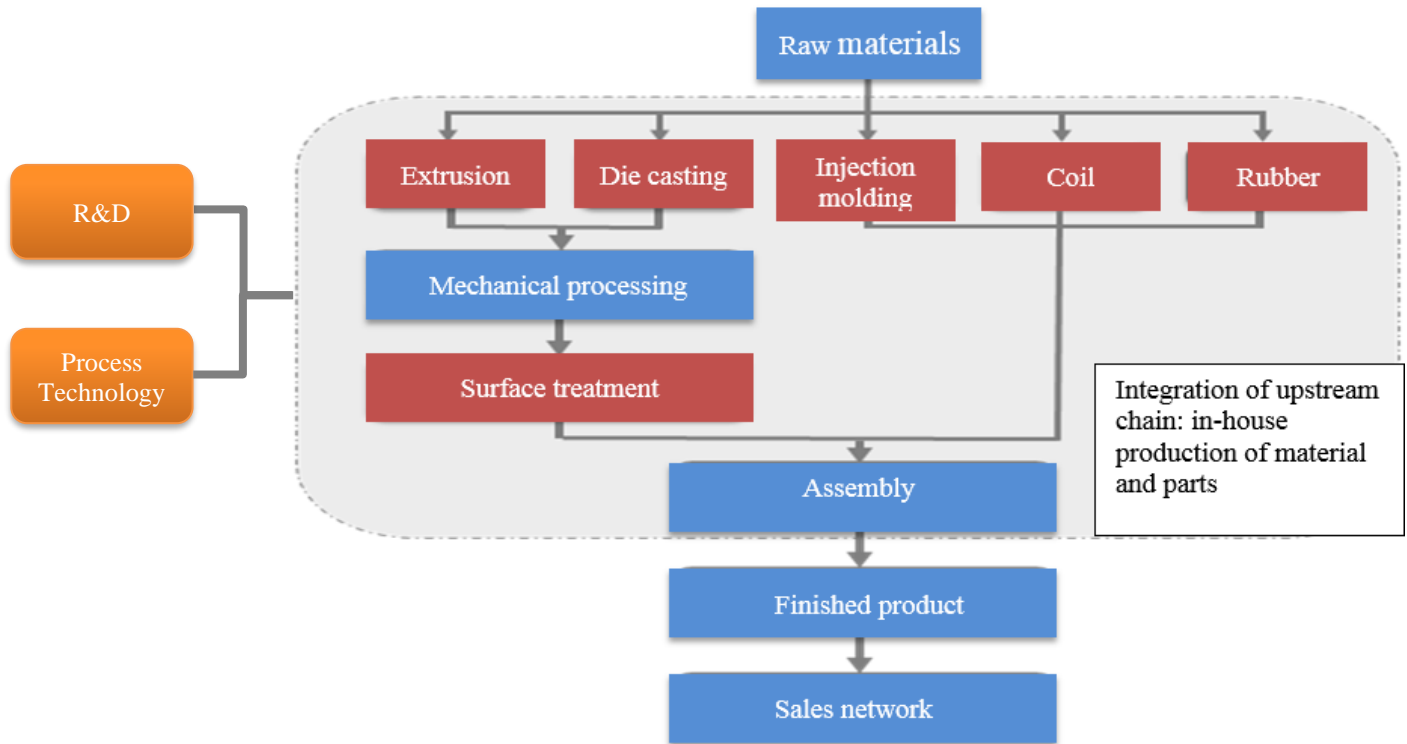 Raw materials
Extrusion
Die casting
Injection
molding
Coil
Rubber
R&D
Mechanical processing
Process
Technology
Surface treatment
Integration of upstream
chain: in-house
production of material
and parts
Assembly
Finished product
Sales network